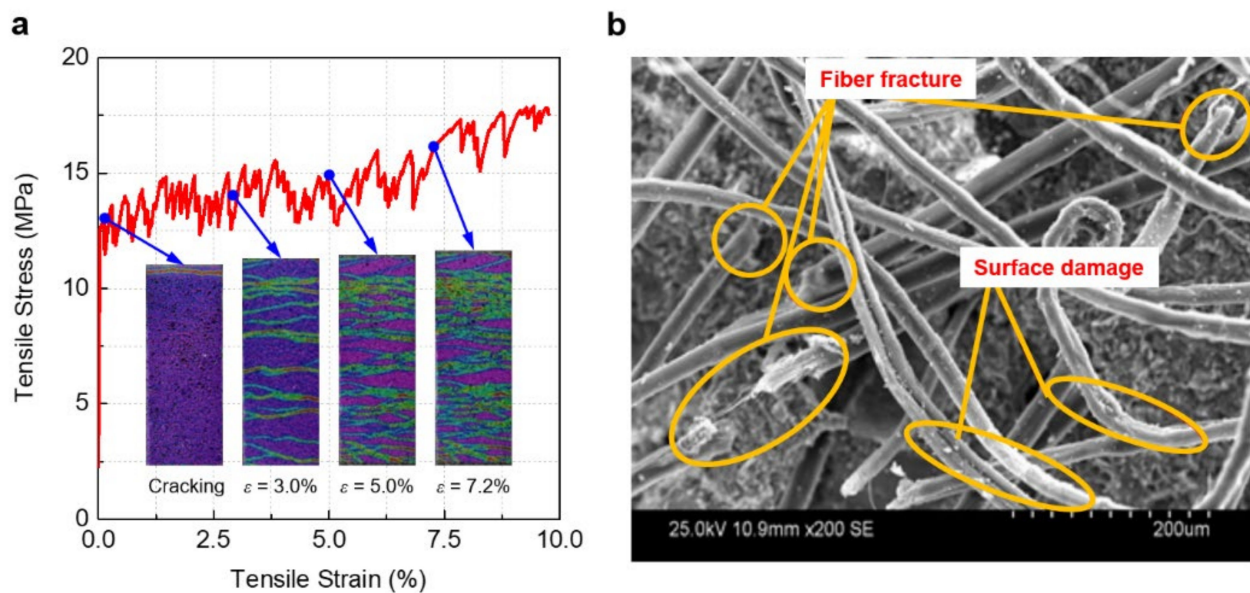 a
20
15
10
5
0
Tensile Stress (MPa)
Cracking
ε = 3.0%
ε = 5.0%
ε = 7.2%
0.0
2.5
5.0
7.5
10.0
Tensile Strain (%)
b
Fiber fracture
Surface damage
25.0kV 10.9mm x200 SE
200um